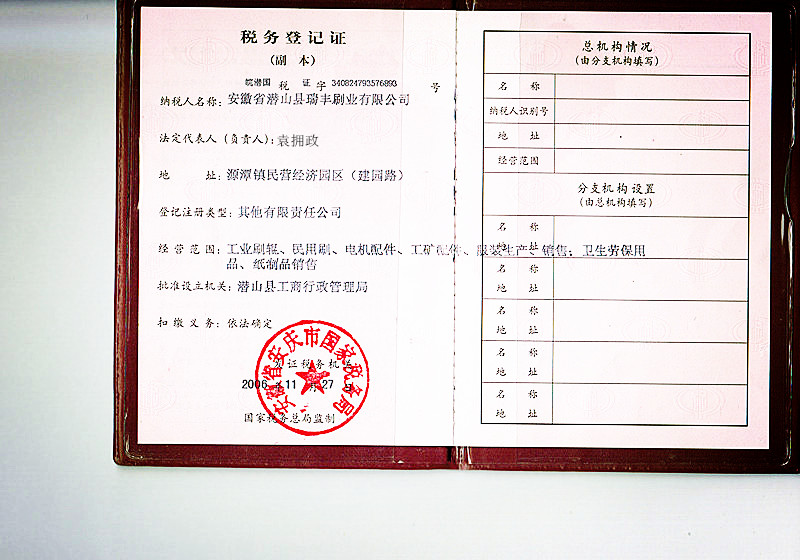 税务登记证
(副 本)
皖潜国 税 证 字 340824793576893 号
纳税人名称: 安徽省潜山县瑞丰刷业有限公司
法定代表人(负责人): 袁拥政
地 址: 源潭镇民营经济园区(建园路)
登记注册类型: 其他有限责任公司
经营范围: 工业刷辊、民用刷、电机配件、工矿配件、服装生产、销售;卫生劳保用
品、纸制品销售
批准设立机关: 潜山县工商行政管理局
扣缴义务: 依法确定
安徽省安庆市国家税务局
发证税务机关
2006 年 11 月 27 日
国家税务总局监制
总机构情况
(由分支机构填写)
名 称
纳税人识别号
地 址
经营范围
分支机构设置
(由总机构填写)
名 称
地 址
名 称
地 址
名 称
地 址
名 称
地 址
名 称
地 址